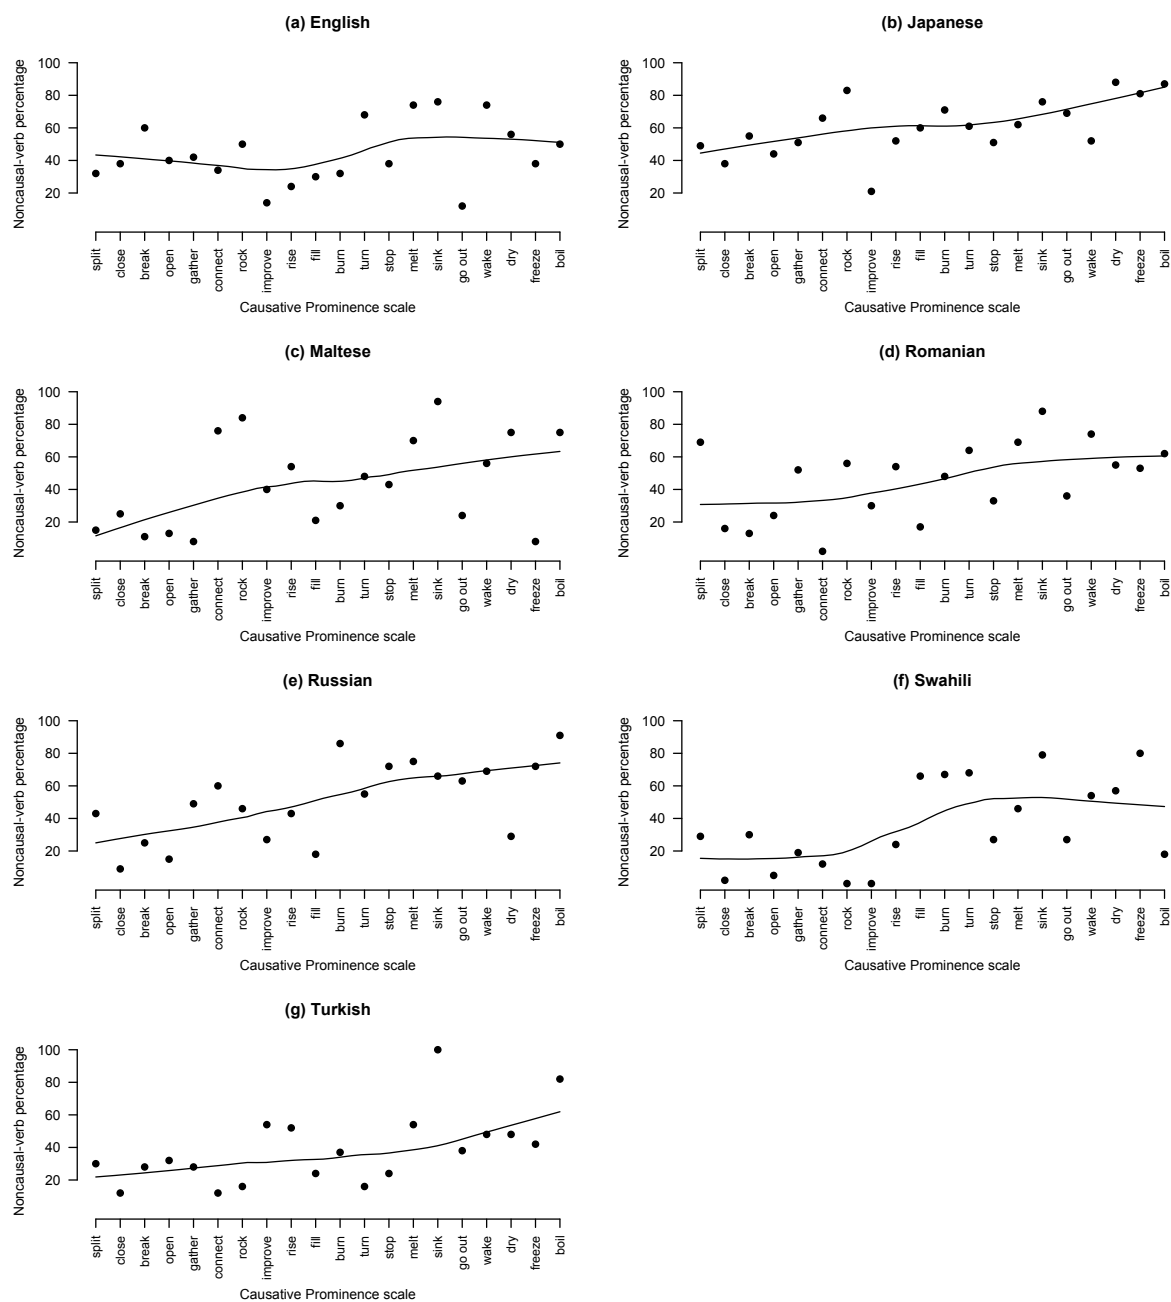 (a) English
Noncausal-verb percentage
100
80
60
40
20
split
close
break
open
gather
connect
rock
improve
rise
fill
burn
turn
stop
melt
sink
go out
wake
dry
freeze
boil
Causative Prominence scale
(b) Japanese
Noncausal-verb percentage
100
80
60
40
20
split
close
break
open
gather
connect
rock
improve
rise
fill
burn
turn
stop
melt
sink
go out
wake
dry
freeze
boil
Causative Prominence scale
(c) Maltese
Noncausal-verb percentage
100
80
60
40
20
split
close
break
open
gather
connect
rock
improve
rise
fill
burn
turn
stop
melt
sink
go out
wake
dry
freeze
boil
Causative Prominence scale
(d) Romanian
Noncausal-verb percentage
100
80
60
40
20
split
close
break
open
gather
connect
rock
improve
rise
fill
burn
turn
stop
melt
sink
go out
wake
dry
freeze
boil
Causative Prominence scale
(e) Russian
Noncausal-verb percentage
100
80
60
40
20
split
close
break
open
gather
connect
rock
improve
rise
fill
burn
turn
stop
melt
sink
go out
wake
dry
freeze
boil
Causative Prominence scale
(f) Swahili
Noncausal-verb percentage
100
80
60
40
20
split
close
break
open
gather
connect
rock
improve
rise
fill
burn
turn
stop
melt
sink
go out
wake
dry
freeze
boil
Causative Prominence scale
(g) Turkish
Noncausal-verb percentage
100
80
60
40
20
split
close
break
open
gather
connect
rock
improve
rise
fill
burn
turn
stop
melt
sink
go out
wake
dry
freeze
boil
Causative Prominence scale